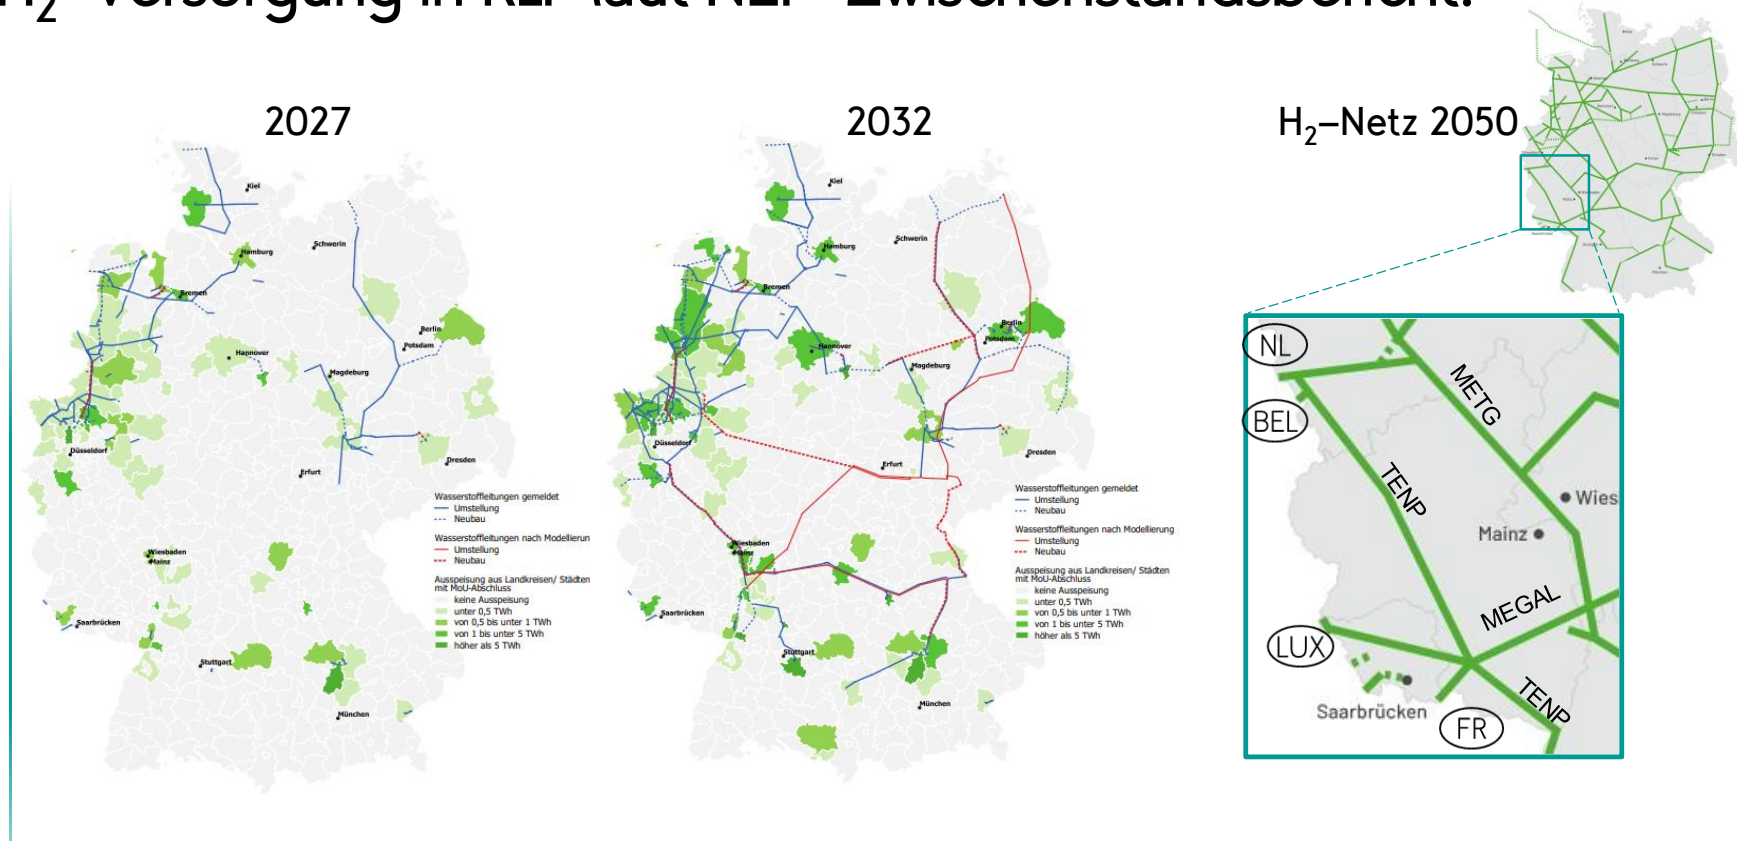 2027
2032
H₂–Netz 2050
Kiel
Schwerin
Hamburg
Bremen
Berlin
Potsdam
Hannover
Magdeburg
Düsseldorf
Erfurt
Dresden
Wiesbaden
Mainz
Saarbrücken
Stuttgart
München
Wasserstoffleitungen gemeldet
Umstellung
Neubau
Wasserstoffleitungen nach Modellierun
Umstellung
Neubau
Ausspeisung aus Landkreisen/ Städten
mit MoU-Abschluss
keine Ausspeisung
unter 0,5 TWh
von 0,5 bis unter 1 TWh
von 1 bis unter 5 TWh
höher als 5 TWh
Kiel
Schwerin
Hamburg
Bremen
Berlin
Potsdam
Hannover
Magdeburg
Düsseldorf
Erfurt
Dresden
Wiesbaden
Mainz
Saarbrücken
Stuttgart
München
Wasserstoffleitungen gemeldet
Umstellung
Neubau
Wasserstoffleitungen nach Modellierung
Umstellung
Neubau
Ausspeisung aus Landkreisen/ Städten
mit MoU-Abschluss
keine Ausspeisung
unter 0,5 TWh
von 0,5 bis unter 1 TWh
von 1 bis unter 5 TWh
höher als 5 TWh
NL
BEL
METG
TENP
Wies
Mainz
MEGAL
LUX
TENP
Saarbrücken
FR